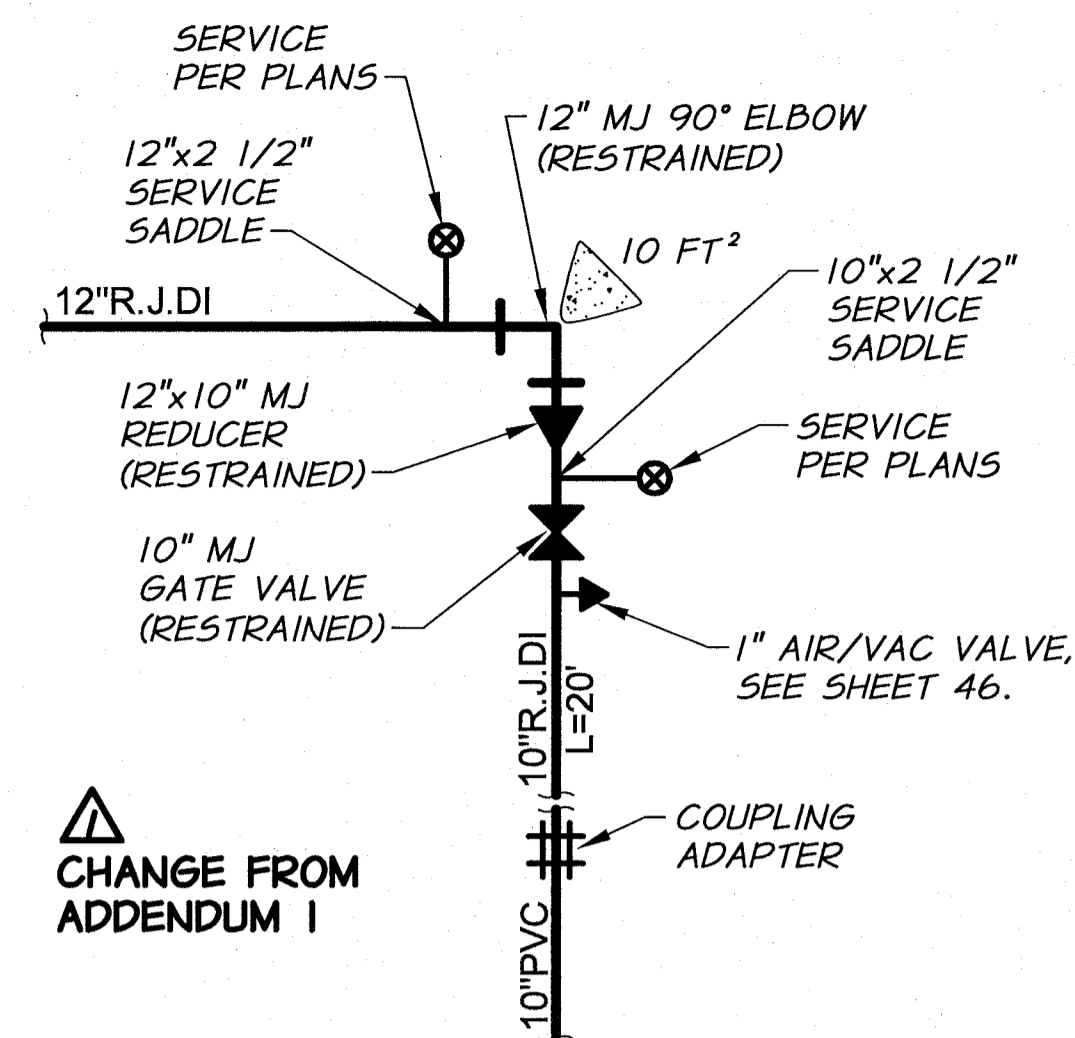 SERVICE
PER PLANS
12" MJ 90° ELBOW
(RESTRAINED)
12"x2 1/2"
SERVICE
SADDLE
10 FT²
10"x2 1/2"
SERVICE
SADDLE
12"R.J.DI
12"x10" MJ
REDUCER
(RESTRAINED)
SERVICE
PER PLANS
10" MJ
GATE VALVE
(RESTRAINED)
1" AIR/VAC VALVE,
SEE SHEET 46.
10"R.J.DI
L=20'
COUPLING
ADAPTER
1
CHANGE FROM
ADDENDUM 1
10"PVC